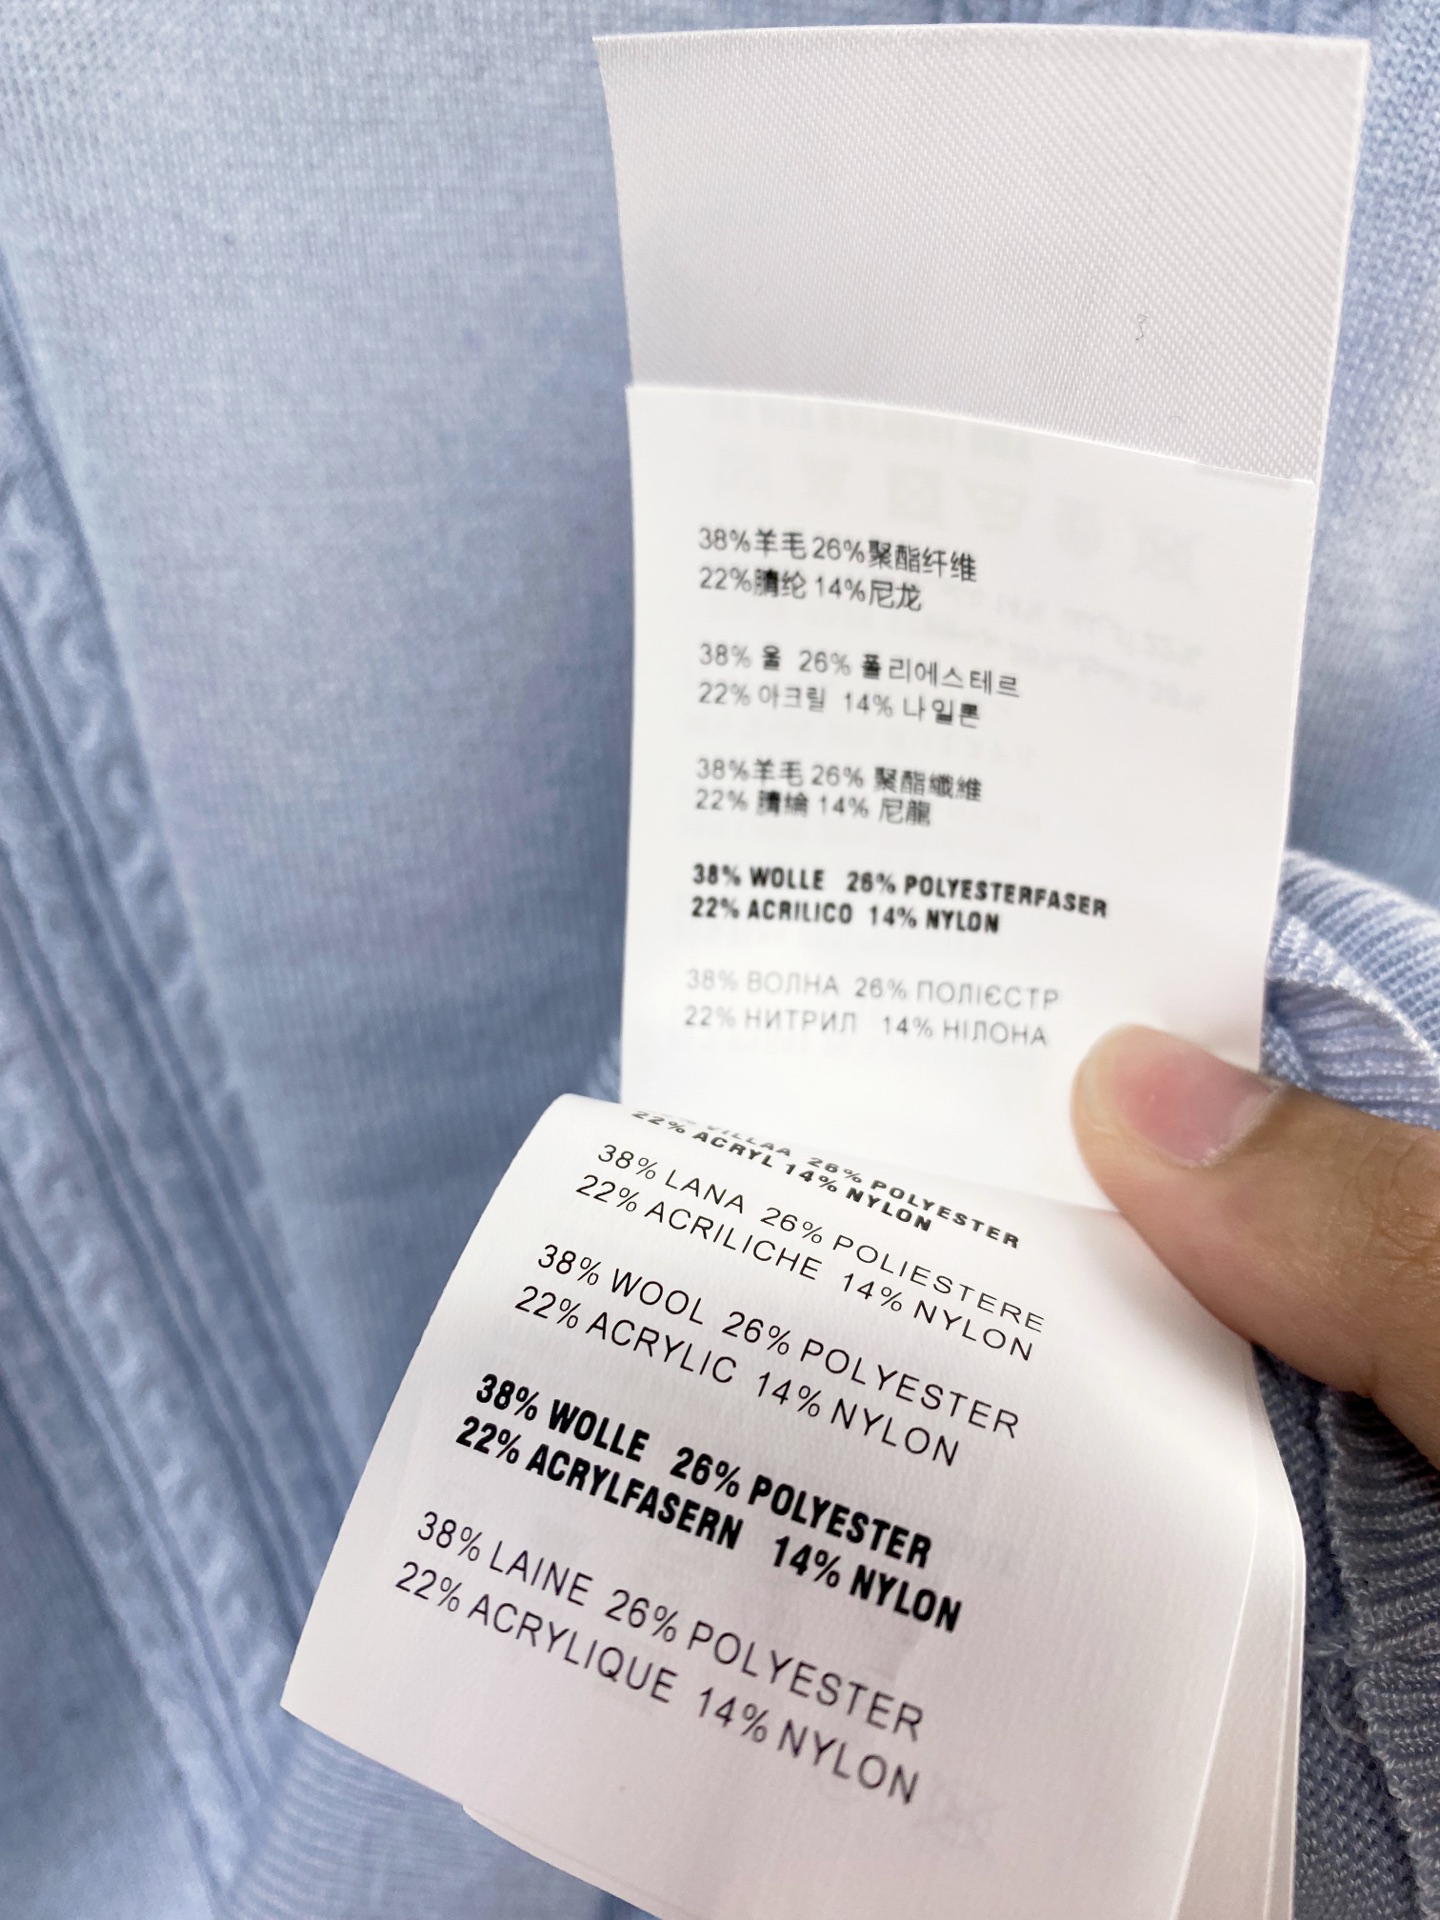 38%羊毛 26%聚酯纤维
22%腈纶 14%尼龙
38% 울 26% 폴리에스테르
22% 아크릴 14% 나일론
38%羊毛 26% 聚酯纖維
22% 腈綸 14% 尼龍
38% WOLLE 26% POLYESTERFASER
22% ACRILICO 14% NYLON
38% ВОЛНА 26% ПОЛІЄСТР
22% НИТРИЛ 14% НІЛОНА
VILLAA 26% POLYESTER
22% ACRYL 14% NYLON
38% LANA 26% POLIESTERE
22% ACRILICHE 14% NYLON
38% WOOL 26% POLYESTER
22% ACRYLIC 14% NYLON
38% WOLLE 26% POLYESTER
22% ACRYLFASERN 14% NYLON
38% LAINE 26% POLYESTER
22% ACRYLIQUE 14% NYLON